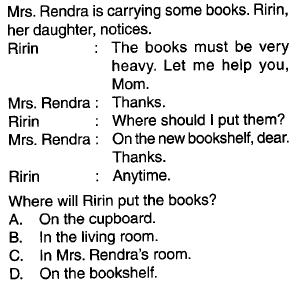 Mrs. Rendra is carrying some books. Ririn,
her daughter, notices.
Ririn : The books must be very
heavy. Let me help you,
Mom.
Mrs. Rendra : Thanks.
Ririn : Where should I put them?
Mrs. Rendra : On the new bookshelf, dear.
Thanks.
Ririn : Anytime.
Where will Ririn put the books?
A. On the cupboard.
B. In the living room.
C. In Mrs. Rendra's room.
D. On the bookshelf.